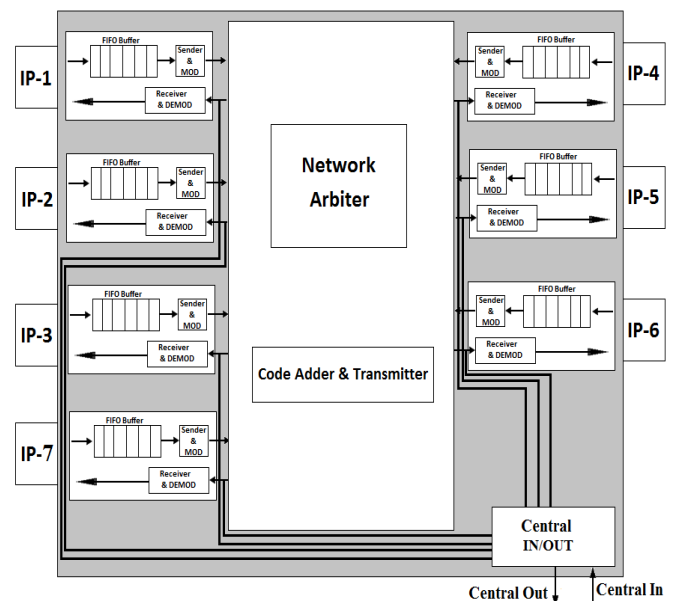 IP-1
FIFO Buffer
Sender
&
MOD
Receiver
& DEMOD
IP-2
FIFO Buffer
Sender
&
MOD
Receiver
& DEMOD
IP-3
FIFO Buffer
Sender
&
MOD
Receiver
& DEMOD
IP-7
FIFO Buffer
Sender
&
MOD
Receiver
& DEMOD
Network
Arbiter
Code Adder & Transmitter
FIFO Buffer
Sender
&
MOD
Receiver
& DEMOD
IP-4
FIFO Buffer
Sender
&
MOD
Receiver
& DEMOD
IP-5
FIFO Buffer
Sender
&
MOD
Receiver
& DEMOD
IP-6
Central
IN/OUT
Central Out
Central In